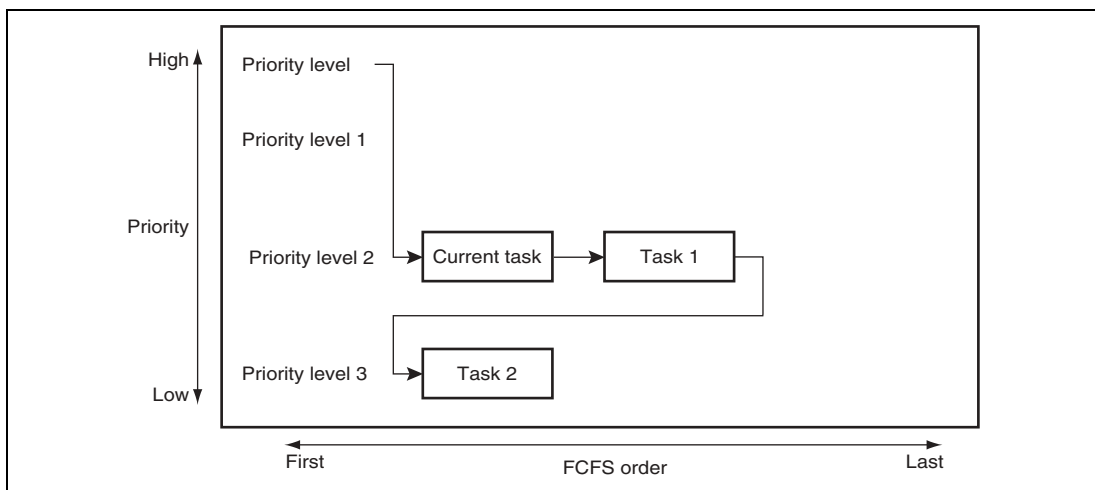 High
Priority level
Priority level 1
Priority
Priority level 2
Current task
Task 1
Priority level 3
Task 2
Low
First
FCFS order
Last